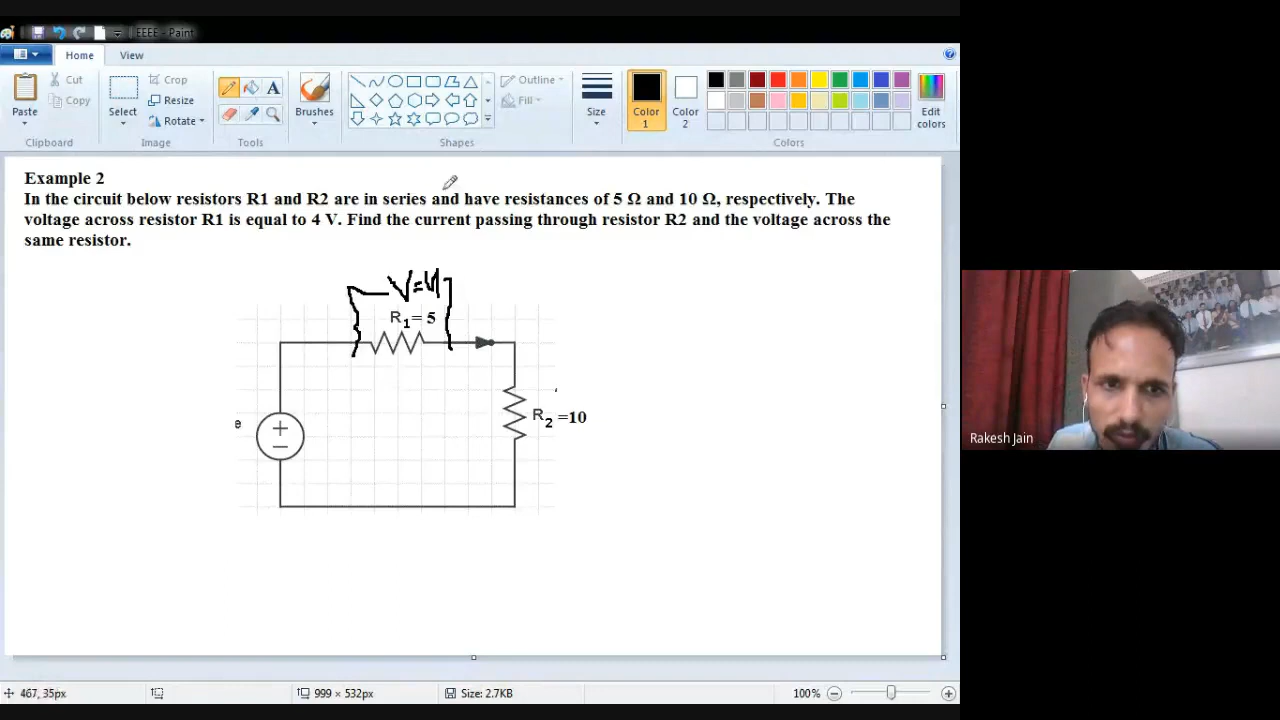 EEEE - Paint
Home
View
Paste
Cut
Copy
Clipboard
Select
Crop
Resize
Rotate
Image
A
Tools
Brushes
Outline
Fill
Shapes
Size
Color 1
Color 2
Edit colors
Colors
Example 2
In the circuit below resistors R1 and R2 are in series and have resistances of 5 Ω and 10 Ω, respectively. The
voltage across resistor R1 is equal to 4 V. Find the current passing through resistor R2 and the voltage across the
same resistor.
V=4
R1= 5
R2 =10
e
+
−
Rakesh Jain
467, 35px
999 × 532px
Size: 2.7KB
100%